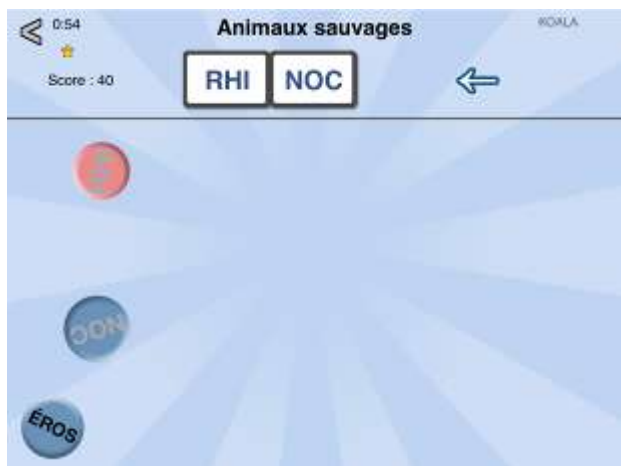 0:54
Animaux sauvages
KOALA
Score : 40
RHI NOC
NOC
ÉROS